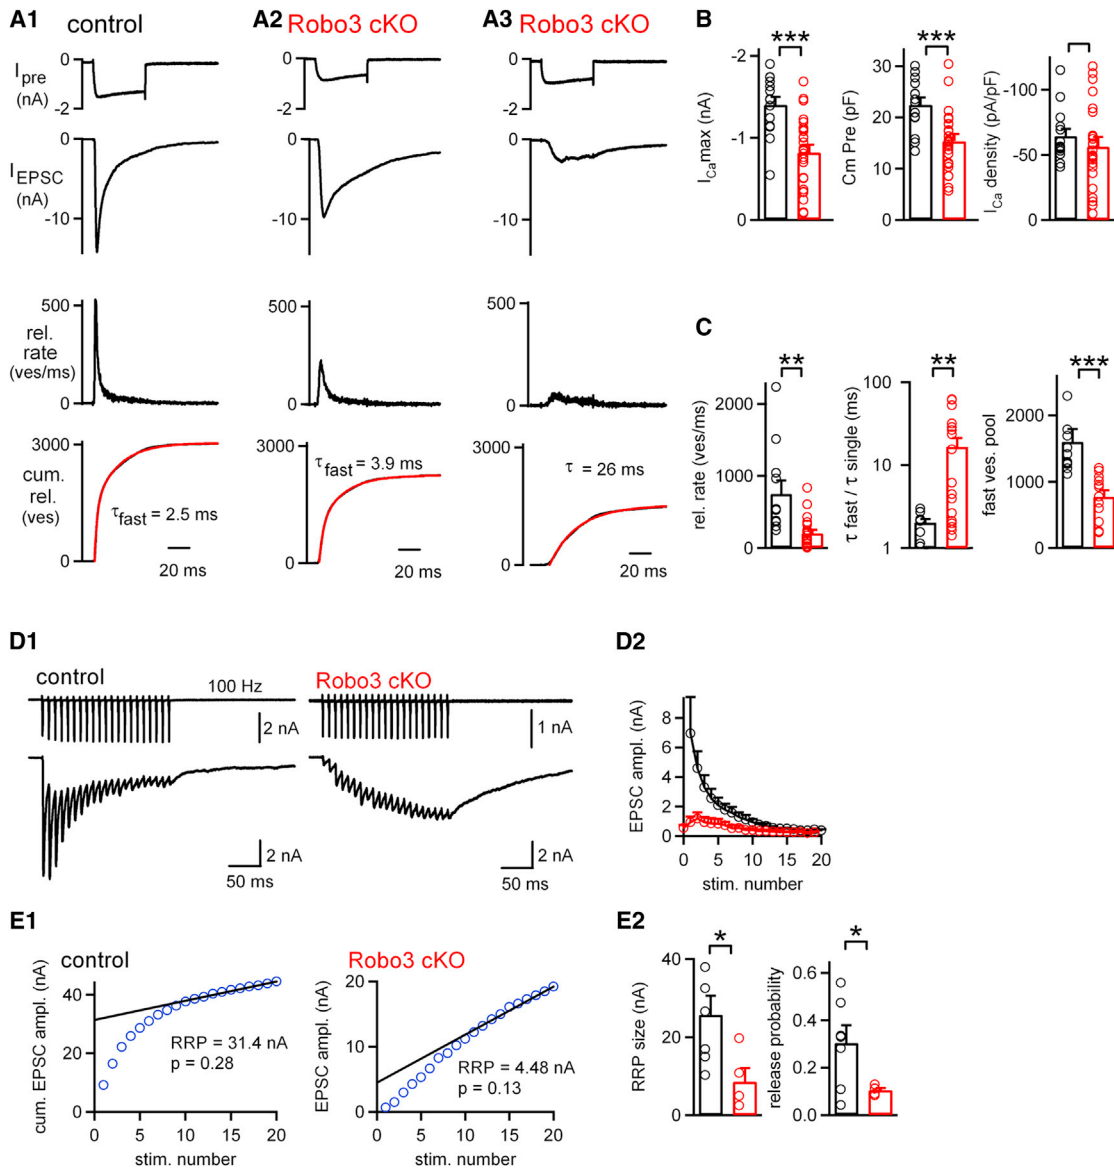 A1 control A2 Robo3 cKO A3 Robo3 cKO B
I pre (nA) 0 -2 0 -2 0 -2
I EPSC (nA) 0 -10 0 -10 0 -10
*** *** 
I Ca max (nA) -2 -1 0
Cm Pre (pF) 30 20 10 0
I Ca density (pA/pF) -100 -50 0
rel. rate (ves/ms) 500 0 500 0 500 0
cum. rel. (ves) 3000 0 3000 0 3000 0
τfast = 2.5 ms
τfast = 3.9 ms
τ = 26 ms
20 ms 20 ms 20 ms
C
** ** ***
rel. rate (ves/ms) 2000 1000 0
τ fast / τ single (ms) 100 10 1
fast ves. pool 2000 1000 0
D1 D2
control 100 Hz Robo3 cKO
2 nA 1 nA
2 nA 2 nA
50 ms 50 ms
EPSC ampl. (nA) 8 6 4 2 0
0 5 10 15 20
stim. number
E1 E2
control Robo3 cKO
cum. EPSC ampl. (nA) 40 20 0
RRP = 31.4 nA
p = 0.28
0 5 10 15 20
stim. number
EPSC ampl. (nA) 20 15 10 5 0
RRP = 4.48 nA
p = 0.13
0 5 10 15 20
stim. number
* *
RRP size (nA) 40 20 0
release probability 0.6 0.4 0.2 0.0